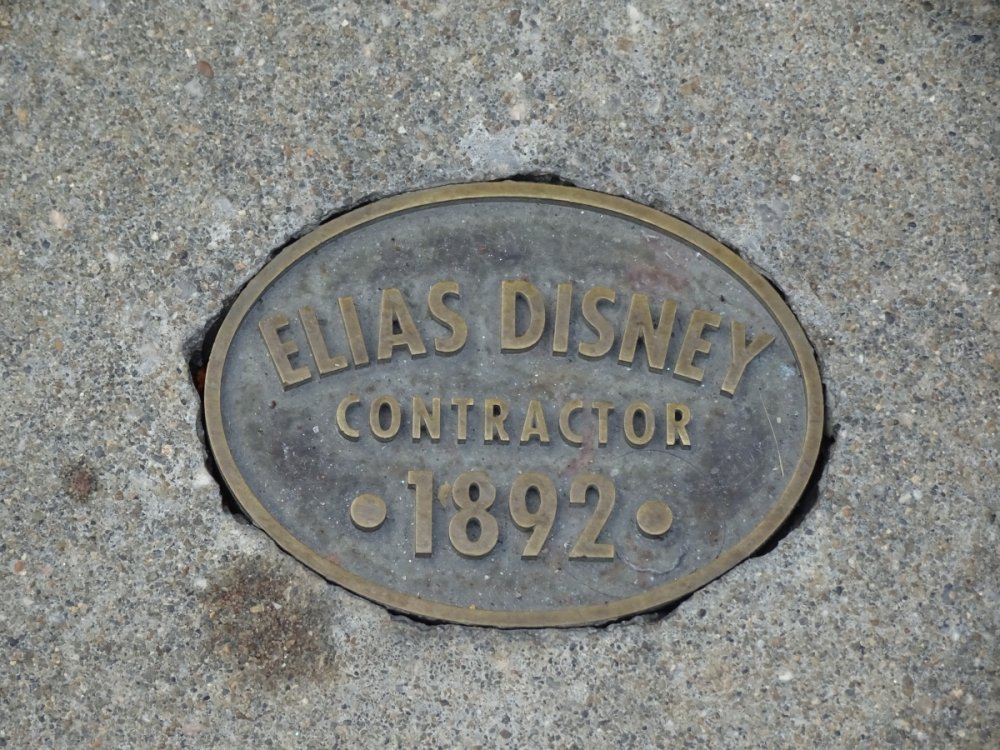 ELIAS DISNEY
CONTRACTOR
• 1892 •